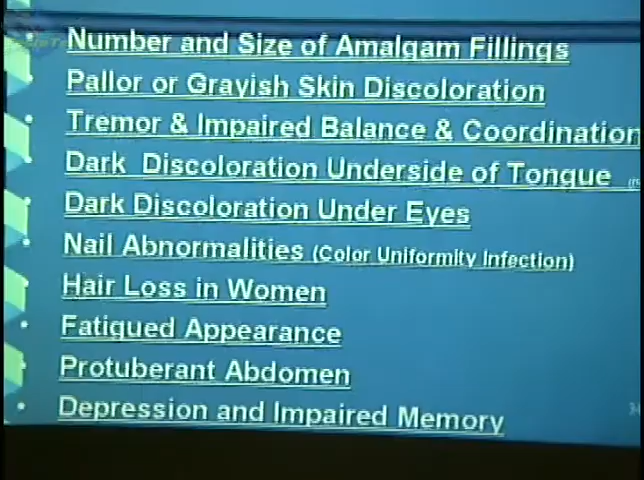 Number and Size of Amalgam Fillings
Pallor or Grayish Skin Discoloration
Tremor & Impaired Balance & Coordination
Dark Discoloration Underside of Tongue
Dark Discoloration Under Eyes
Nail Abnormalities (Color Uniformity Infection)
Hair Loss in Women
Fatigued Appearance
Protuberant Abdomen
Depression and Impaired Memory